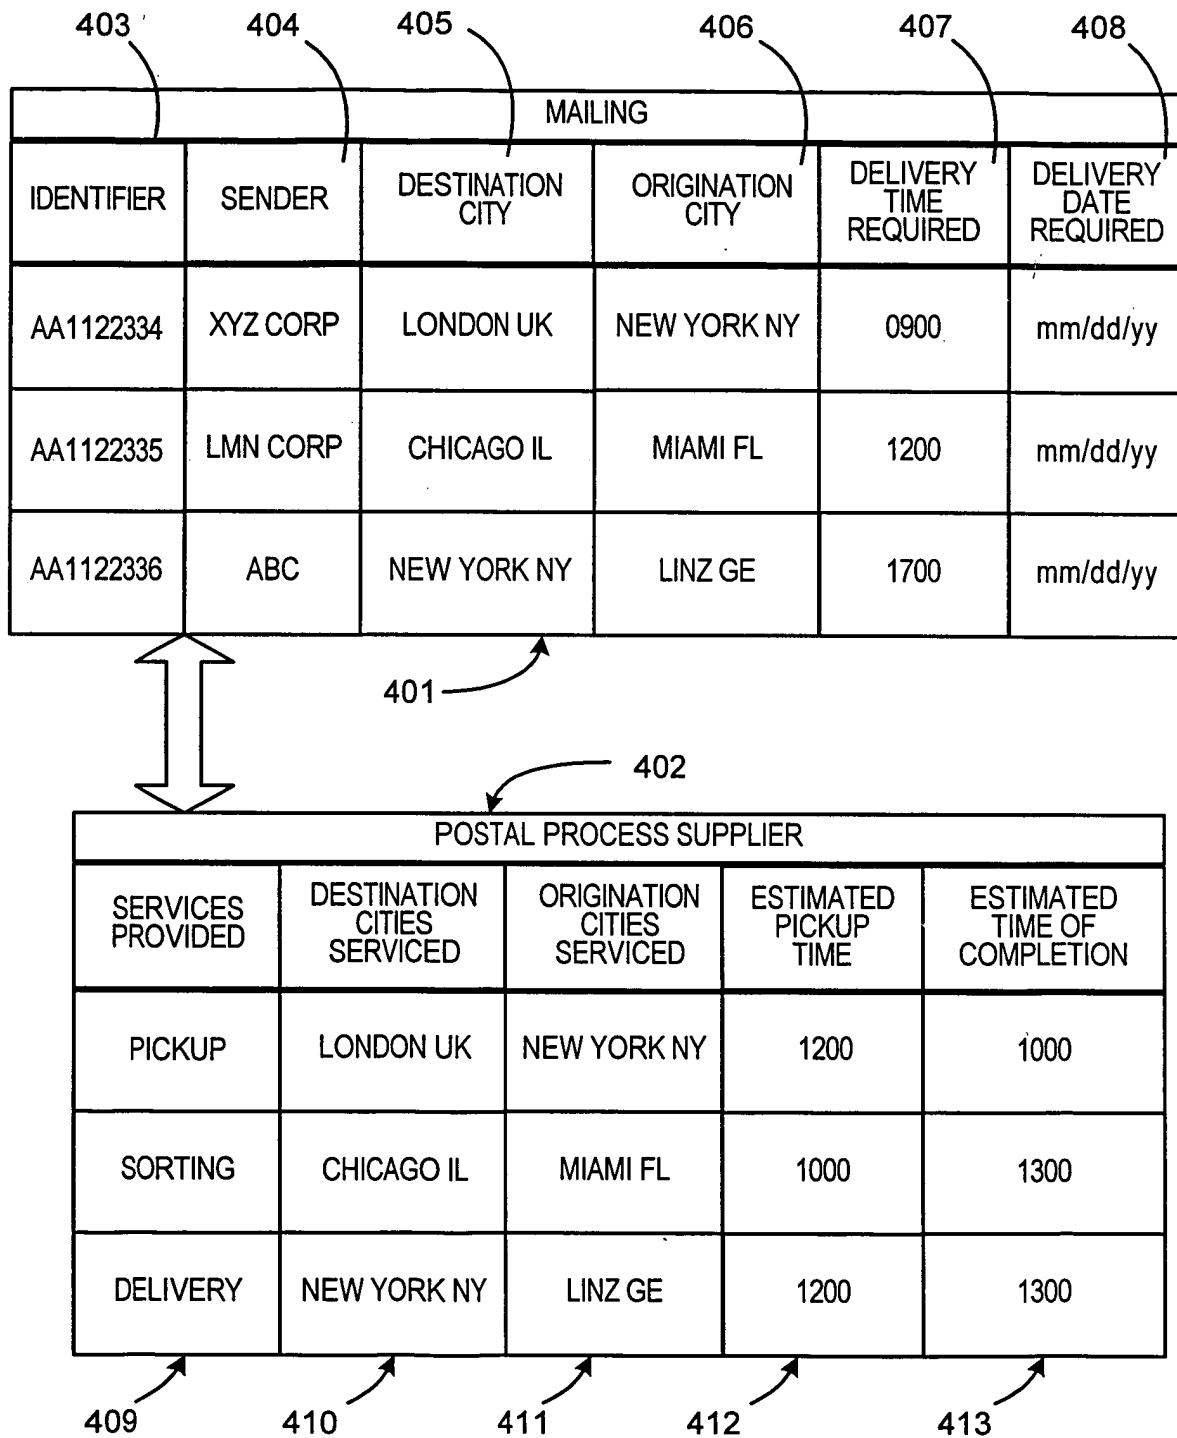 403 404 405 406 407 408
MAILING
IDENTIFIER SENDER DESTINATION CITY ORIGINATION CITY DELIVERY TIME REQUIRED DELIVERY DATE REQUIRED
AA1122334 XYZ CORP LONDON UK NEW YORK NY 0900 mm/dd/yy
AA1122335 LMN CORP CHICAGO IL MIAMI FL 1200 mm/dd/yy
AA1122336 ABC NEW YORK NY LINZ GE 1700 mm/dd/yy
401
402
POSTAL PROCESS SUPPLIER
SERVICES PROVIDED DESTINATION CITIES SERVICED ORIGINATION CITIES SERVICED ESTIMATED PICKUP TIME ESTIMATED TIME OF COMPLETION
PICKUP LONDON UK NEW YORK NY 1200 1000
SORTING CHICAGO IL MIAMI FL 1000 1300
DELIVERY NEW YORK NY LINZ GE 1200 1300
409 410 411 412 413